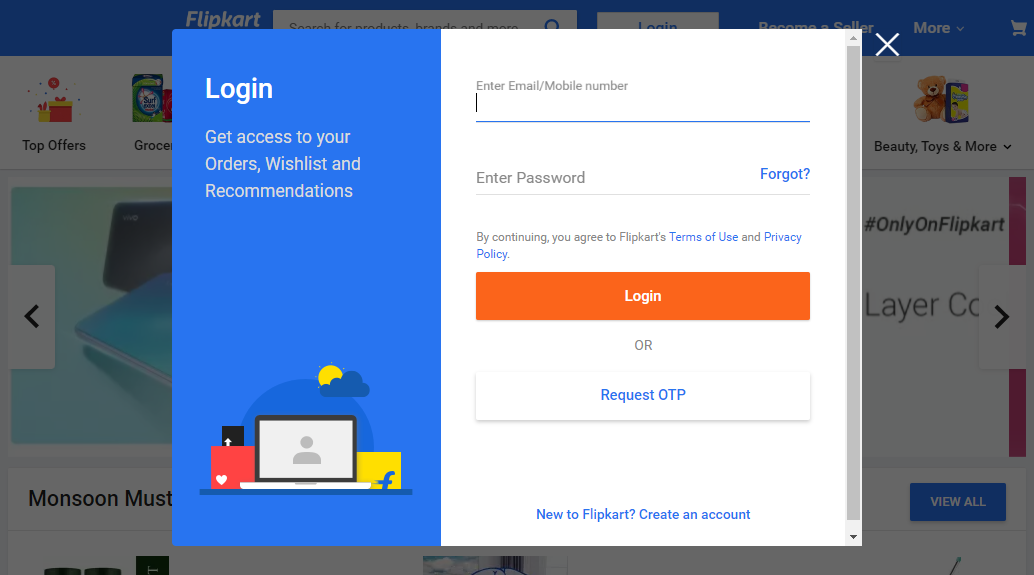 Flipkart
Search for products, brands and more
Login
Become a Seller
More
Top Offers
Beauty, Toys & More
Login
Get access to your
Orders, Wishlist and
Recommendations
Enter Email/Mobile number
Enter Password
Forgot?
By continuing, you agree to Flipkart's Terms of Use and Privacy
Policy.
Login
OR
Request OTP
New to Flipkart? Create an account
#OnlyOnFlipkart
Layer Co
Monsoon Must
VIEW ALL